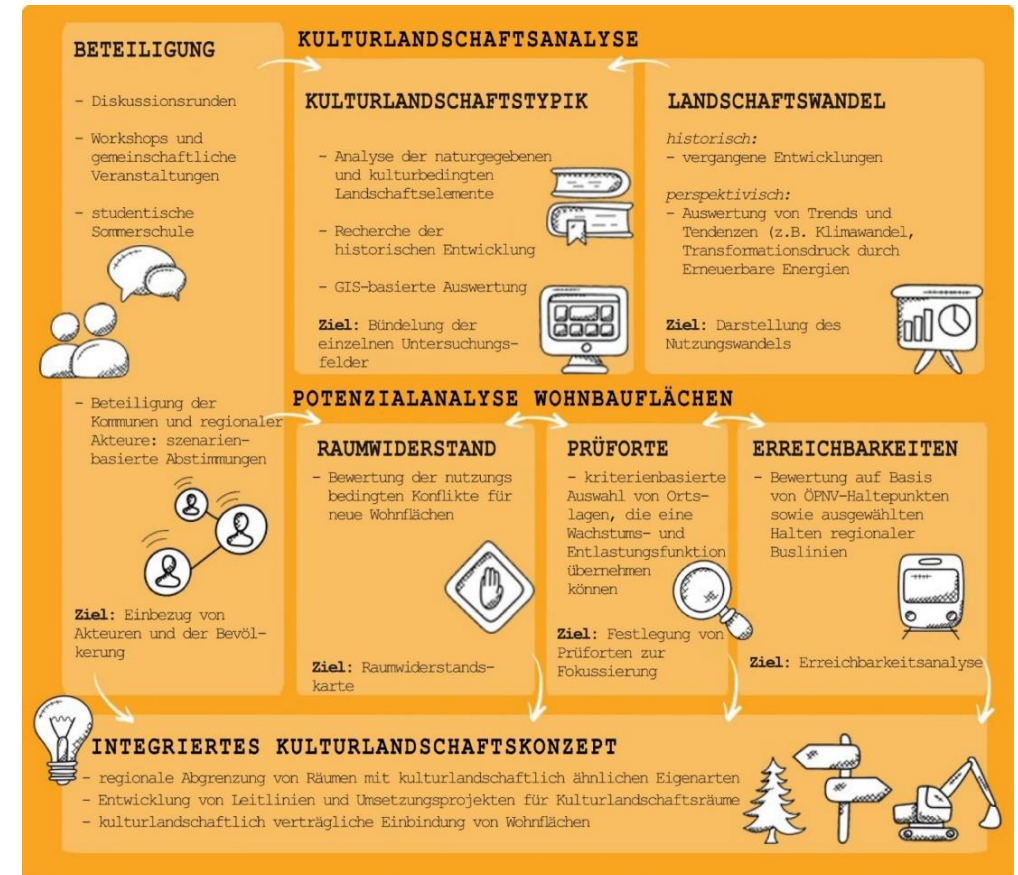 BETEILIGUNG
- Diskussionsrunden
- Workshops und
gemeinschaftliche
Veranstaltungen
- studentische
Sommerschule
- Beteiligung der
Kommunen und regionaler
Akteure: szenarien-
basierte Abstimmungen
Ziel: Einbezug von
Akteuren und der Bevöl-
kerung
KULTURLANDSCHAFTSANALYSE
KULTURLANDSCHAFTSTYPIK
- Analyse der naturgegebenen
und kulturbedingten
Landschaftselemente
- Recherche der
historischen Entwicklung
- GIS-basierte Auswertung
Ziel: Bündelung der
einzelnen Untersuchungs-
felder
LANDSCHAFTSWANDEL
historisch:
- vergangene Entwicklungen
perspektivisch:
- Auswertung von Trends und
Tendenzen (z.B. Klimawandel,
Transformationsdruck durch
Erneuerbare Energien
Ziel: Darstellung des
Nutzungswandels
POTENZIALANALYSE WOHNBAUFLÄCHEN
RAUMWIDERSTAND
- Bewertung der nutzungs
bedingten Konflikte für
neue Wohnflächen
Ziel: Raumwiderstands-
karte
PRÜFORTE
- kriterienbasierte
Auswahl von Orts-
lagen, die eine
Wachstums- und
Entlastungsfunktion
übernehmen
können
Ziel: Festlegung von
Prüforten zur
Fokussierung
ERREICHBARKEITEN
- Bewertung auf Basis
von ÖPNV-Haltepunkten
sowie ausgewählten
Halten regionaler
Buslinien
Ziel: Erreichbarkeitsanalyse
INTEGRIERTES KULTURLANDSCHAFTSKONZEPT
- regionale Abgrenzung von Räumen mit kulturlandschaftlich ähnlichen Eigenarten
- Entwicklung von Leitlinien und Umsetzungsprojekten für Kulturlandschaftsräume
- kulturlandschaftlich verträgliche Einbindung von Wohnflächen